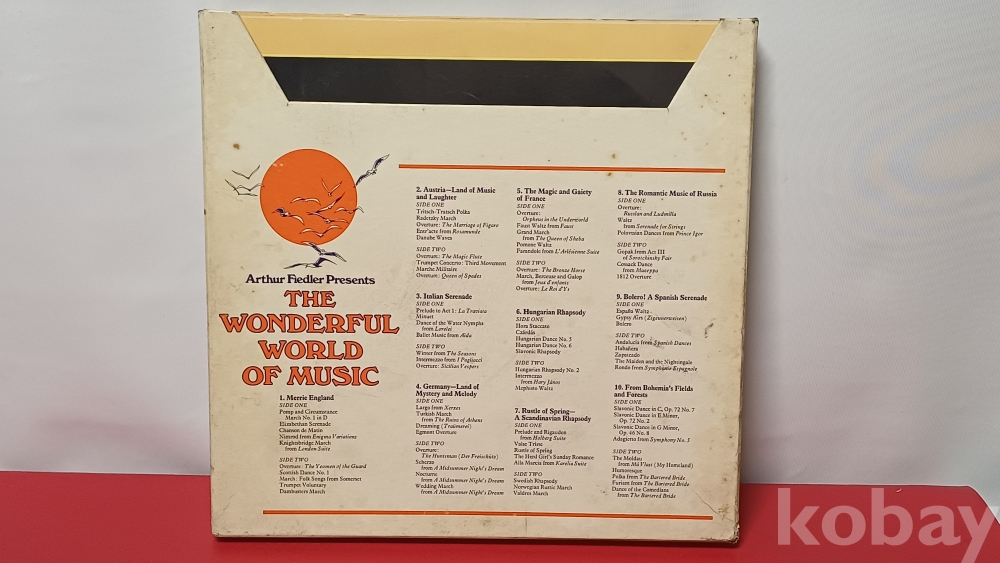 Arthur Fiedler Presents
THE
WONDERFUL
WORLD
OF MUSIC
1. Merrie England
SIDE ONE
Pomp and Circumstance
March No. 1 in D
Elizabethan Serenade
Chanson de Matin
Nimrod from Enigma Variations
Knightsbridge March
from London Suite
SIDE TWO
Overture: The Yeomen of the Guard
Scottish Dance No. 1
March: Folk Songs from Somerset
Trumpet Voluntary
Dambusters March
2. Austria—Land of Music
and Laughter
SIDE ONE
Tritsch-Tratsch Polka
Radetzky March
Overture: The Marriage of Figaro
Entr'acte from Rosamunde
Danube Waves
SIDE TWO
Overture: The Magic Flute
Trumpet Concerto: Third Movement
Marche Militaire
Overture: Queen of Spades
3. Italian Serenade
SIDE ONE
Prelude to Act 1: La Traviata
Minuet
Dance of the Water Nymphs
from Lorelei
Ballet Music from Aida
SIDE TWO
Winter from The Seasons
Intermezzo from I Pagliacci
Overture: Sicilian Vespers
4. Germany—Land of
Mystery and Melody
SIDE ONE
Largo from Xerxes
Turkish March
from The Ruins of Athens
Dreaming (Traumerei)
Egmont Overture
SIDE TWO
Overture:
The Huntsman (Der Freischütz)
Scherzo
from A Midsummer Night's Dream
Nocturne
from A Midsummer Night's Dream
Wedding March
from A Midsummer Night's Dream
5. The Magic and Gaiety
of France
SIDE ONE
Overture:
Orpheus in the Underworld
Faust Waltz from Faust
Grand March
from The Queen of Sheba
Pomone Waltz
Farandole from L'Arlésienne Suite
SIDE TWO
Overture: The Bronze Horse
March, Berceuse and Galop
from Jeux d'enfants
Overture: Le Roi d'Ys
6. Hungarian Rhapsody
SIDE ONE
Hora Staccato
Csárdás
Hungarian Dance No. 5
Hungarian Dance No. 6
Slavonic Rhapsody
SIDE TWO
Hungarian Rhapsody No. 2
Intermezzo
from Hary János
Mephisto Waltz
7. Rustle of Spring—
A Scandinavian Rhapsody
SIDE ONE
Prelude and Rigaudon
from Holberg Suite
Valse Triste
Rustle of Spring
The Herd Girl's Sunday Romance
Alla Marcia from Karelia Suite
SIDE TWO
Swedish Rhapsody
Norwegian Rustic March
Valdres March
8. The Romantic Music of Russia
SIDE ONE
Overture:
Russlan and Ludmilla
Waltz
from Serenade for Strings
Polovtsian Dances from Prince Igor
SIDE TWO
Gopak from Act III
of Sorotchinsky Fair
Cossack Dance
from Mazeppa
1812 Overture
9. Bolero! A Spanish Serenade
SIDE ONE
España Waltz
Gypsy Airs (Zigeunerweisen)
Bolero
SIDE TWO
Andalucia from Spanish Dances
Habañera
Zapateado
The Maiden and the Nightingale
Rondo from Symphonie Espagnole
10. From Bohemia's Fields
and Forests
SIDE ONE
Slavonic Dance in C, Op. 72 No. 7
Slavonic Dance in E Minor,
Op. 72 No. 2
Slavonic Dance in G Minor,
Op. 46 No. 8
Adagietto from Symphony No. 5
SIDE TWO
The Moldau
from Má Vlast (My Homeland)
Humoresque
Polka from The Bartered Bride
Furiant from The Bartered Bride
Dance of the Comedians
from The Bartered Bride
kobay